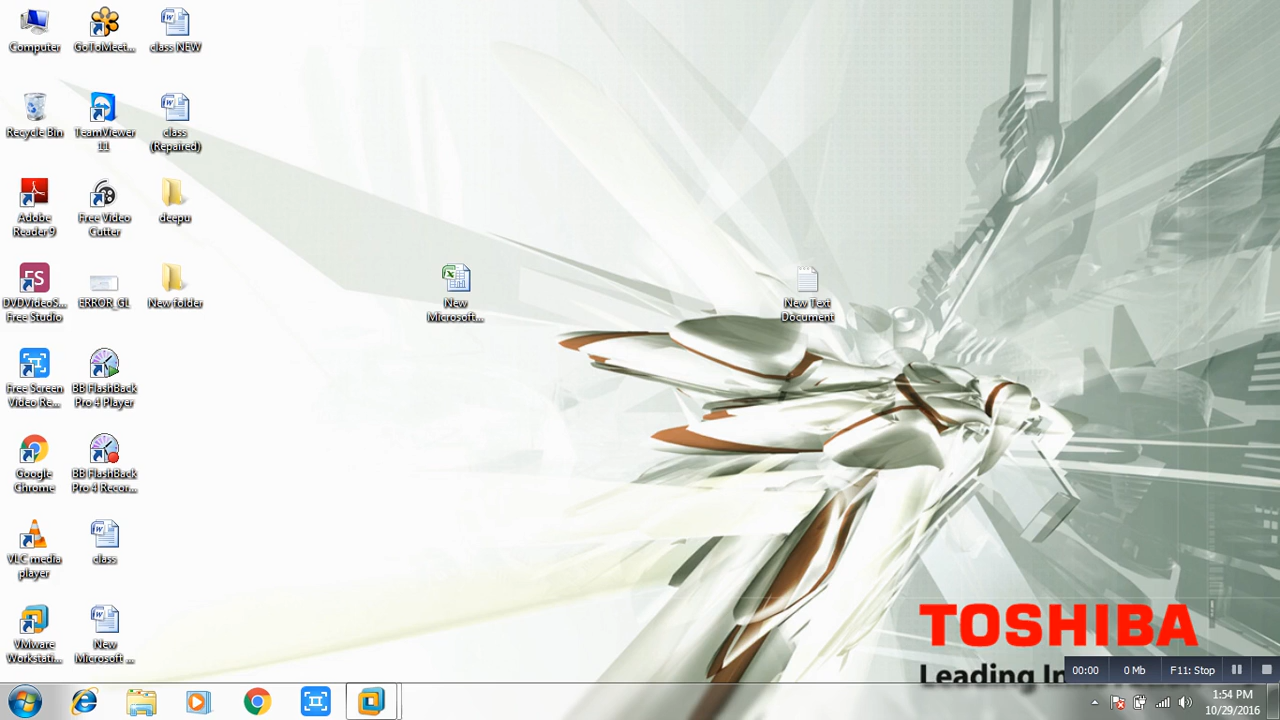 Computer
GoToMeet...
class NEW
Recycle Bin
TeamViewer
11
class
(Repaired)
Adobe
Reader 9
Free Video
Cutter
deepu
DVDVideoS...
Free Studio
ERROR_GL
New folder
New
Microsoft...
New Text
Document
Free Screen
Video Re...
BB FlashBack
Pro 4 Player
Google
Chrome
BB FlashBack
Pro 4 Recor...
VLC media
player
class
VMware
Workstati...
New
Microsoft ...
TOSHIBA
Leading In
00:00
0 Mb
F11: Stop
1:54 PM
10/29/2016